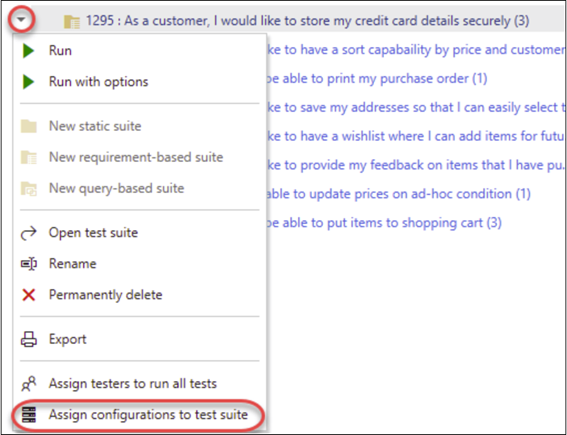 1295 : As a customer, I would like to store my credit card details securely (3)
Run
ke to have a sort capabaility by price and customer
Run with options
be able to print my purchase order (1)
ke to save my addresses so that I can easily select t
New static suite
ke to have a wishlist where I can add items for futu
New requirement-based suite
ke to provide my feedback on items that I have pu..
New query-based suite
able to update prices on ad-hoc condition (1)
be able to put items to shopping cart (3)
Open test suite
Rename
Permanently delete
Export
Assign testers to run all tests
Assign configurations to test suite